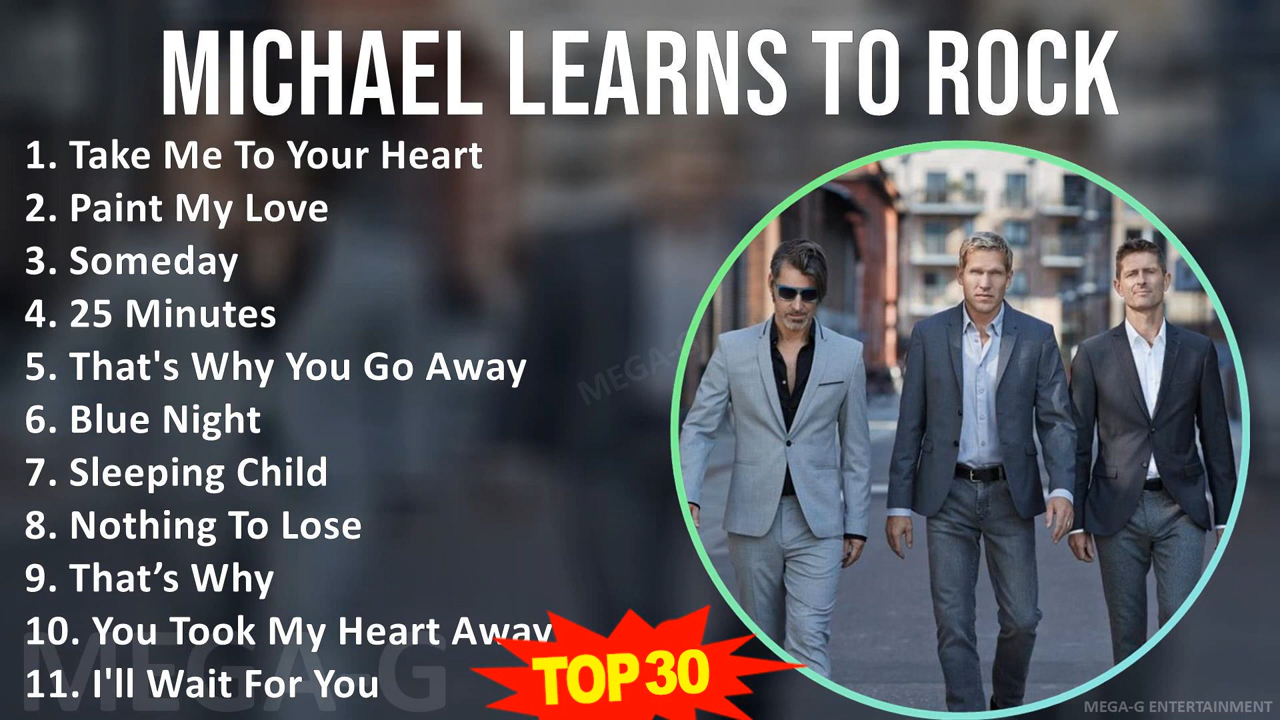 MICHAEL LEARNS TO ROCK
1. Take Me To Your Heart
2. Paint My Love
3. Someday
4. 25 Minutes
5. That's Why You Go Away
6. Blue Night
7. Sleeping Child
8. Nothing To Lose
9. That’s Why
10. You Took My Heart Away
11. I'll Wait For You
TOP 30
MEGA-G
MEGA-G
MEGA-G ENTERTAINMENT